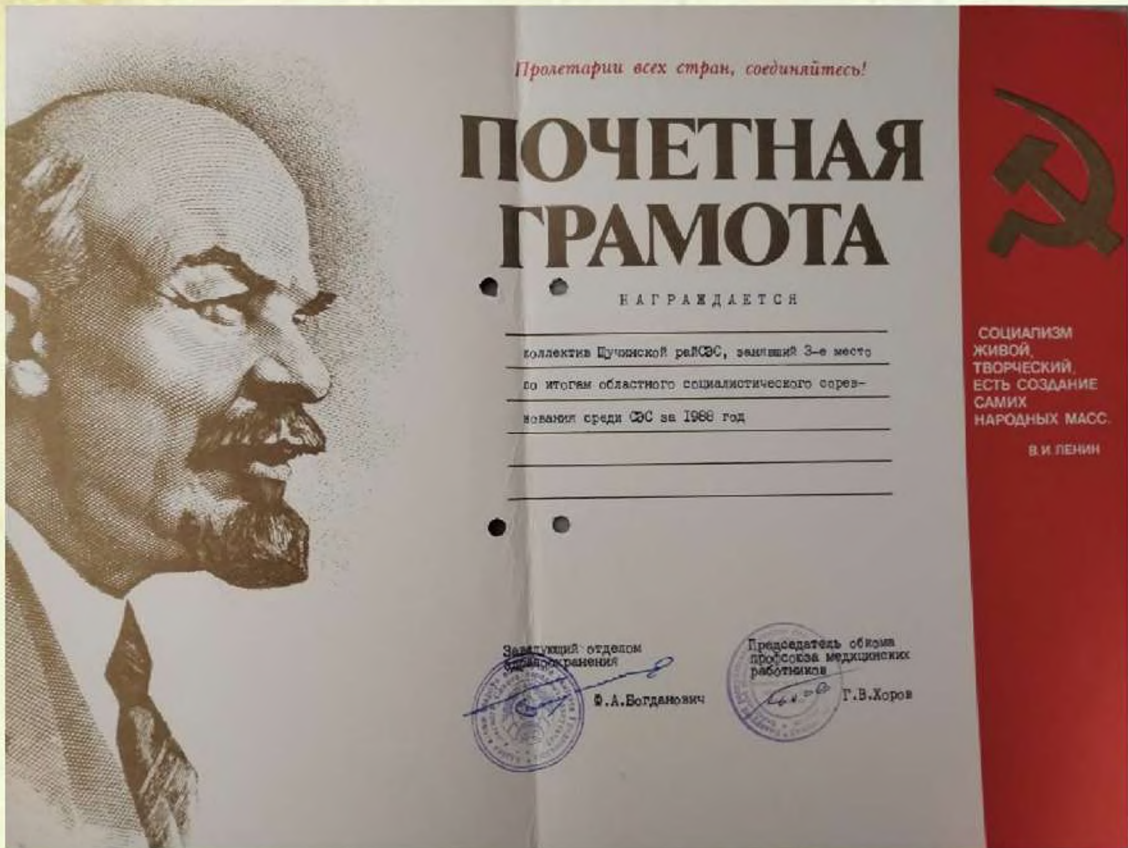 Пролетарии всех стран, соединяйтесь!
ПОЧЕТНАЯ
ГРАМОТА
НАГРАЖДАЕТСЯ
коллектив Щучинской райСЭС, занявший 3-е место
по итогам областного социалистического сорев-
нования среди СЭС за 1988 год
Заведующий отделом
здравоохранения
Ф.А.Богданович
Председатель обкома
профсоюза медицинских
работников
Г.В.Хоров
СОЦИАЛИЗМ
ЖИВОЙ,
ТВОРЧЕСКИЙ,
ЕСТЬ СОЗДАНИЕ
САМИХ
НАРОДНЫХ МАСС.
В.И.ЛЕНИН